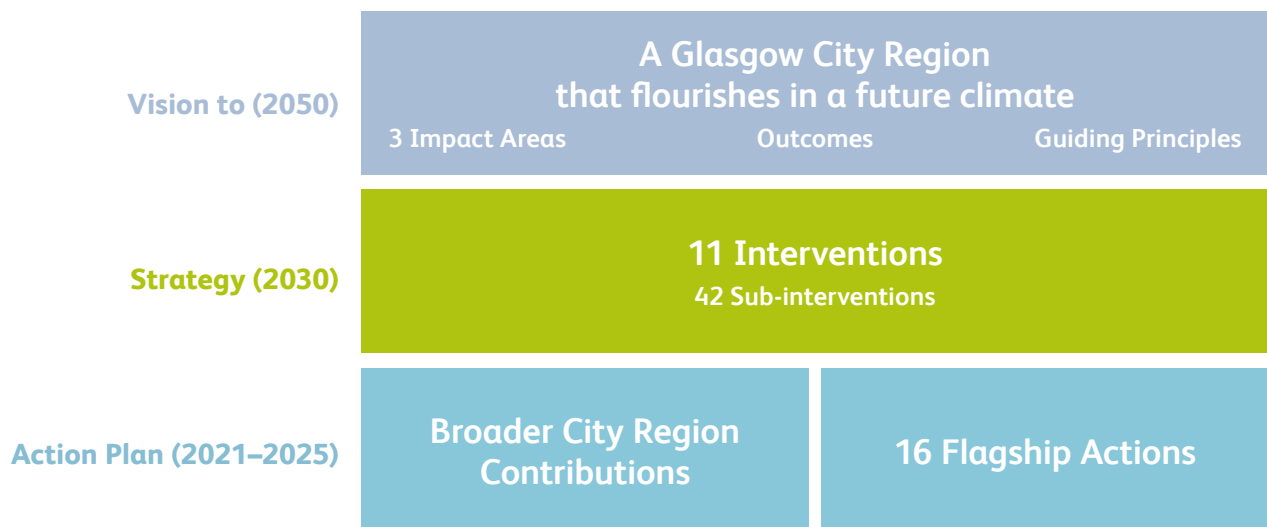 Vision to (2050)
A Glasgow City Region
that flourishes in a future climate
3 Impact Areas
Outcomes
Guiding Principles
Strategy (2030)
11 Interventions
42 Sub-interventions
Action Plan (2021–2025)
Broader City Region
Contributions
16 Flagship Actions